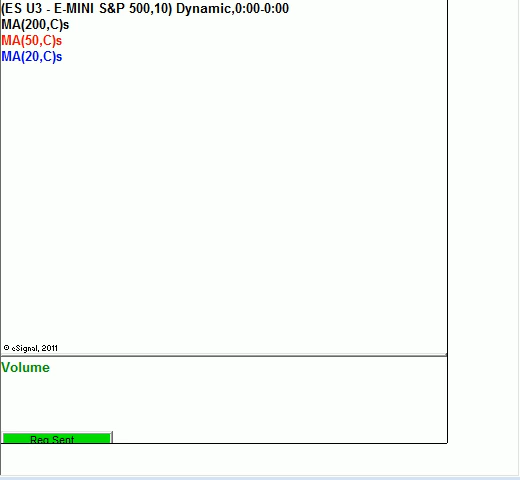 (ES U3 - E-MINI S&P 500,10) Dynamic,0:00-0:00
MA(200,C)s
MA(50,C)s
MA(20,C)s
© eSignal, 2011
Volume
Req Sent